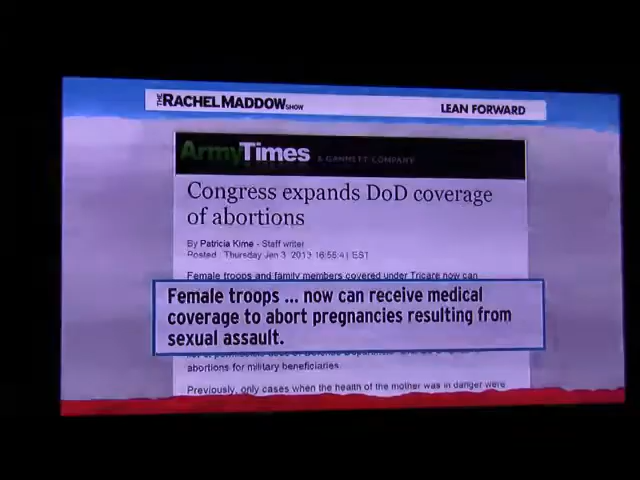 THE RACHEL MADDOW SHOW
LEAN FORWARD
ArmyTimes A GANNETT COMPANY
Congress expands DoD coverage
of abortions
By Patricia Kime - Staff writer
Posted : Thursday Jan 3, 2013 16:55:41 EST
Female troops and family members covered under Tricare now can
Female troops ... now can receive medical
coverage to abort pregnancies resulting from
sexual assault.
abortions for military beneficiaries.
Previously, only cases when the health of the mother was in danger were